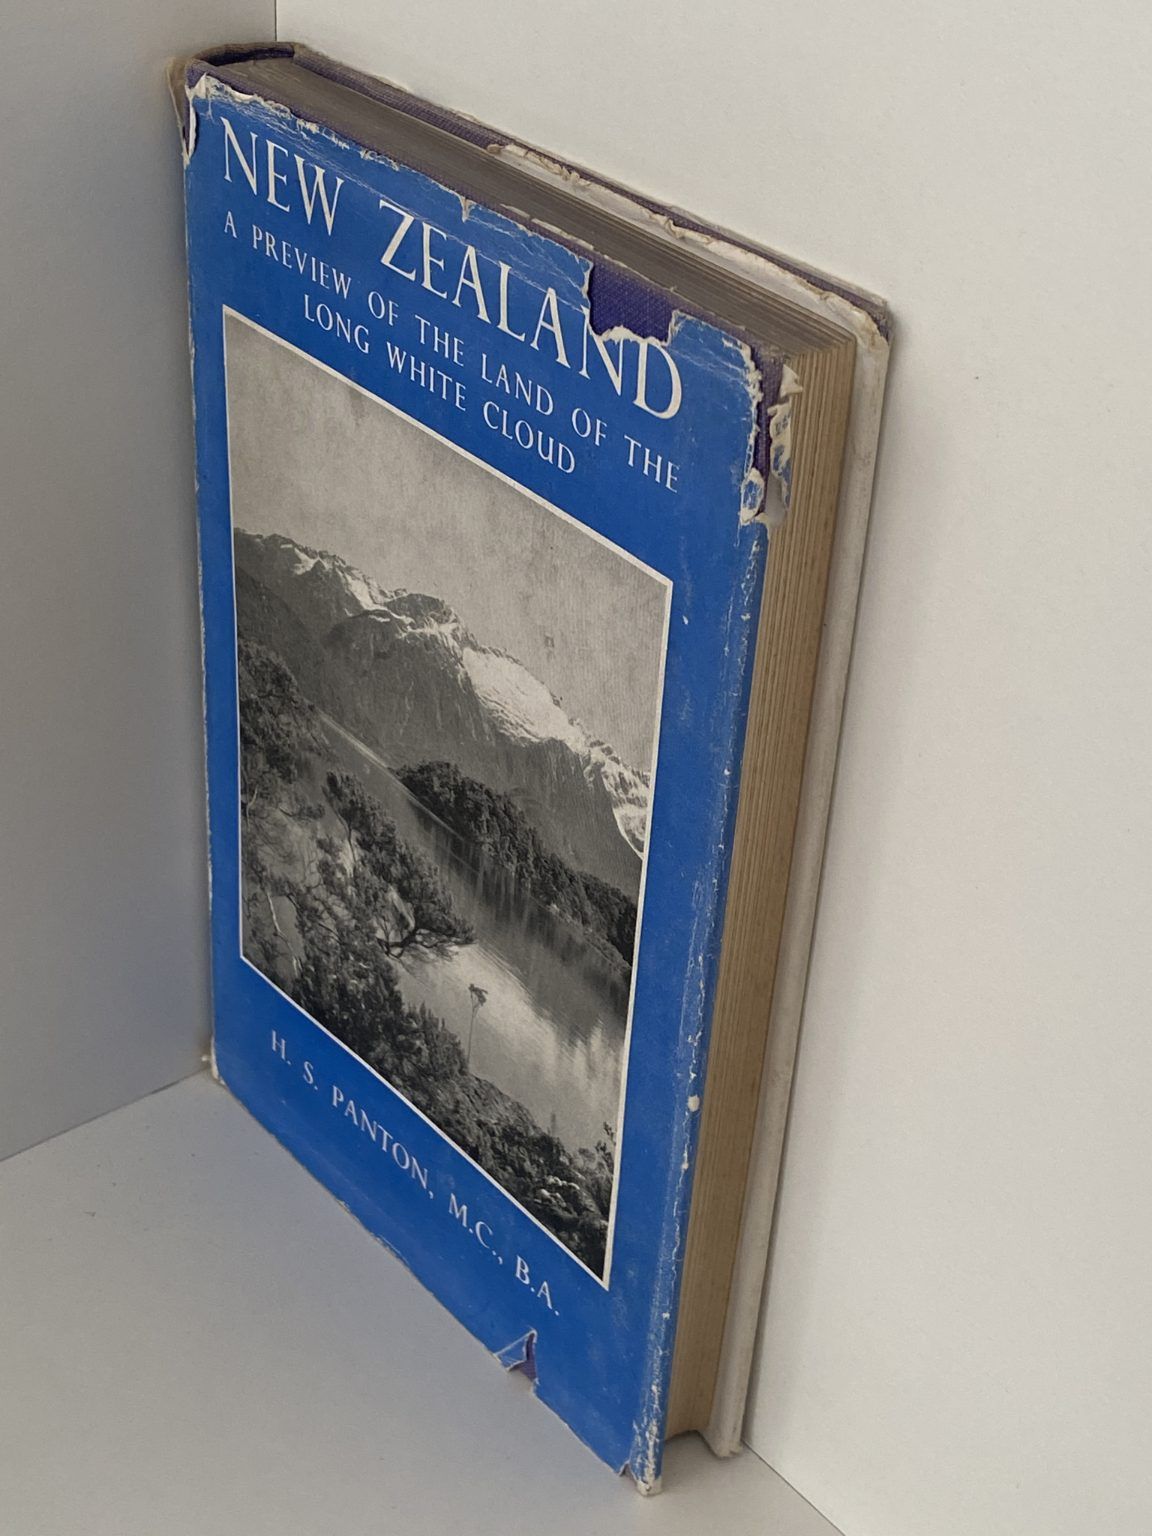 NEW ZEALAND
A PREVIEW OF THE LAND OF THE
LONG WHITE CLOUD
H. S. PANTON, M.C., B.A.